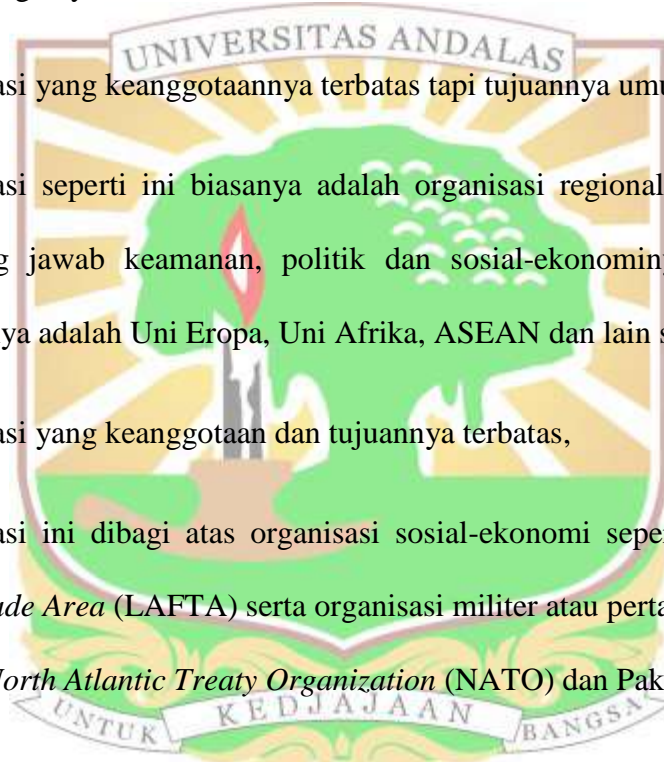 UNIVERSITAS ANDALAS
asi yang keanggotaannya terbatas tapi tujuannya umu
asi seperti ini biasanya adalah organisasi regional
g jawab keamanan, politik dan sosial-ekonominy
ya adalah Uni Eropa, Uni Afrika, ASEAN dan lain s
asi yang keanggotaan dan tujuannya terbatas,
asi ini dibagi atas organisasi sosial-ekonomi sepe
de Area (LAFTA) serta organisasi militer atau perta
North Atlantic Treaty Organization (NATO) dan Pak
UNTUK KEDJAJAAN BANGSA